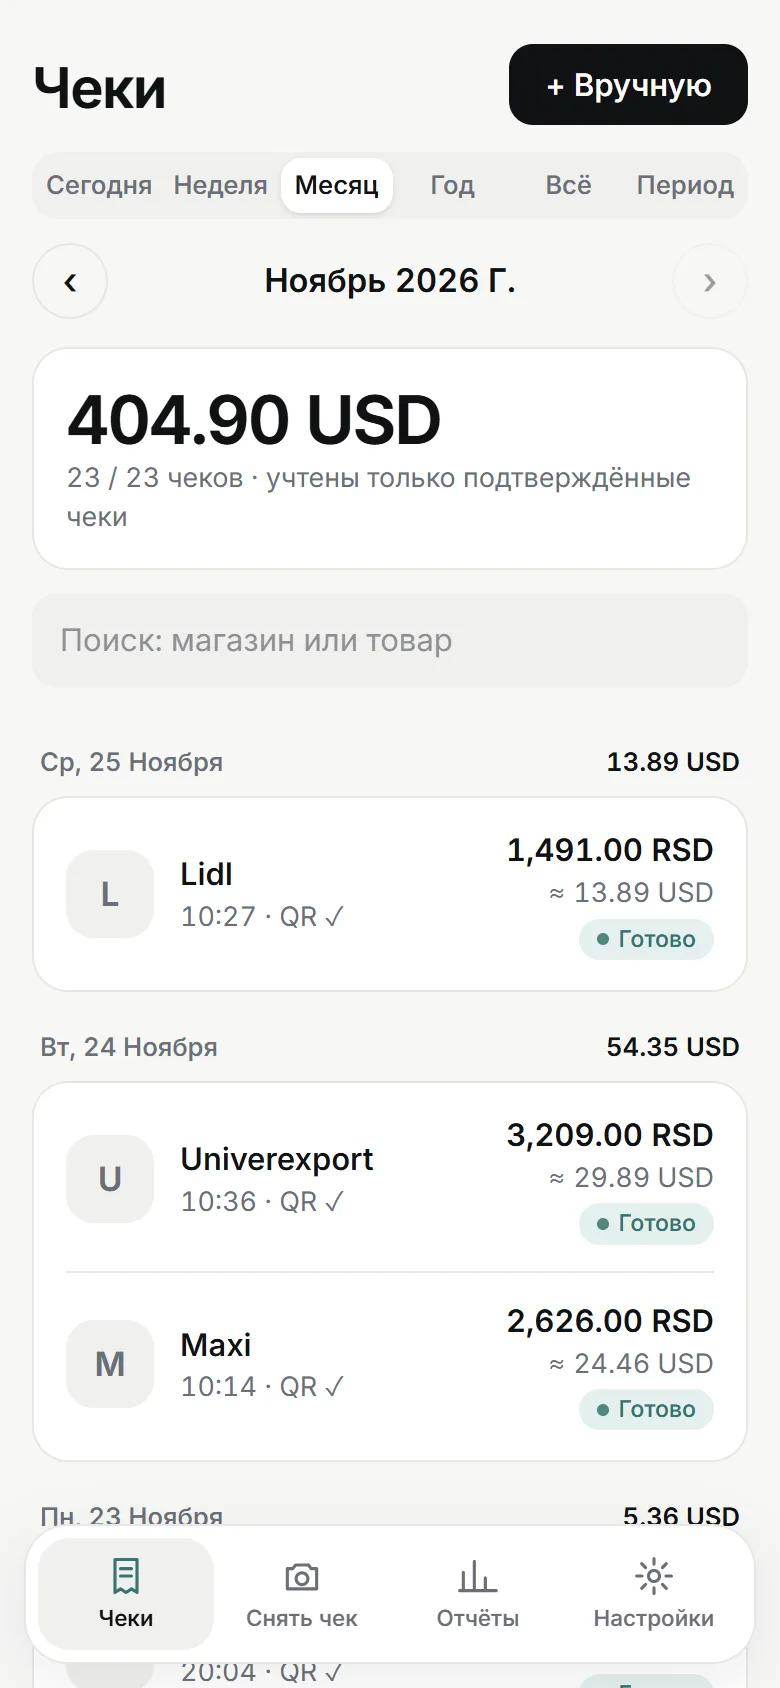 Чеки
+ Вручную
Сегодня Неделя Месяц Год Всё Период
‹ Ноябрь 2026 Г. ›
404.90 USD
23 / 23 чеков · учтены только подтверждённые
чеки
Поиск: магазин или товар
Ср, 25 Ноября 13.89 USD
L
Lidl
10:27 · QR ✓
1,491.00 RSD
≈ 13.89 USD
Готово
Вт, 24 Ноября 54.35 USD
U
Univerexport
10:36 · QR ✓
3,209.00 RSD
≈ 29.89 USD
Готово
M
Maxi
10:14 · QR ✓
2,626.00 RSD
≈ 24.46 USD
Готово
Пн, 23 Ноября 5.36 USD
Чеки
Снять чек
Отчёты
Настройки
20:04 · QR ✓